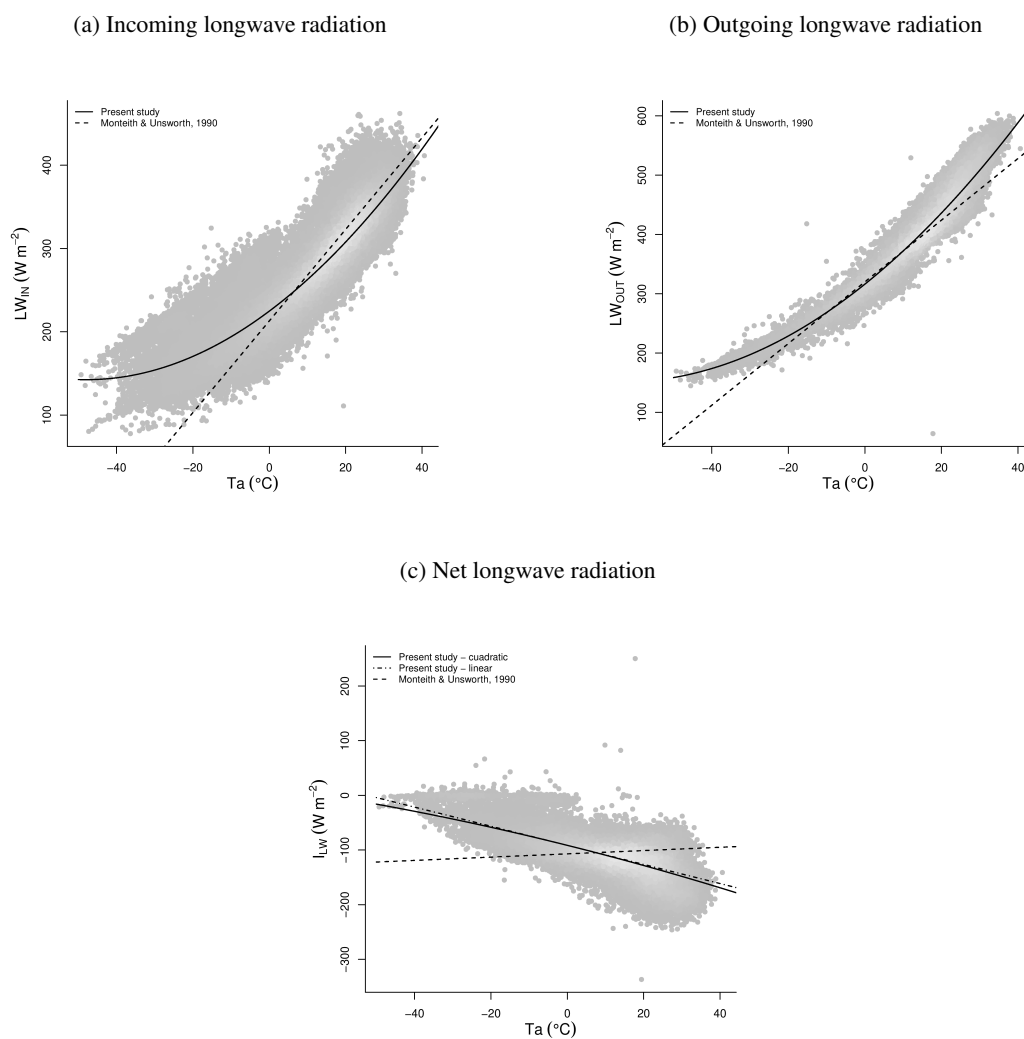 (a) Incoming longwave radiation
Present study
Monteith & Unsworth, 1990
400
300
200
100
LW_IN (W m⁻²)
−40 −20 0 20 40
Ta (°C)
(b) Outgoing longwave radiation
Present study
Monteith & Unsworth, 1990
600
500
400
300
200
100
LW_OUT (W m⁻²)
−40 −20 0 20 40
Ta (°C)
(c) Net longwave radiation
Present study − cuadratic
Present study − linear
Monteith & Unsworth, 1990
200
100
0
−100
−200
−300
I_LW (W m⁻²)
−40 −20 0 20 40
Ta (°C)